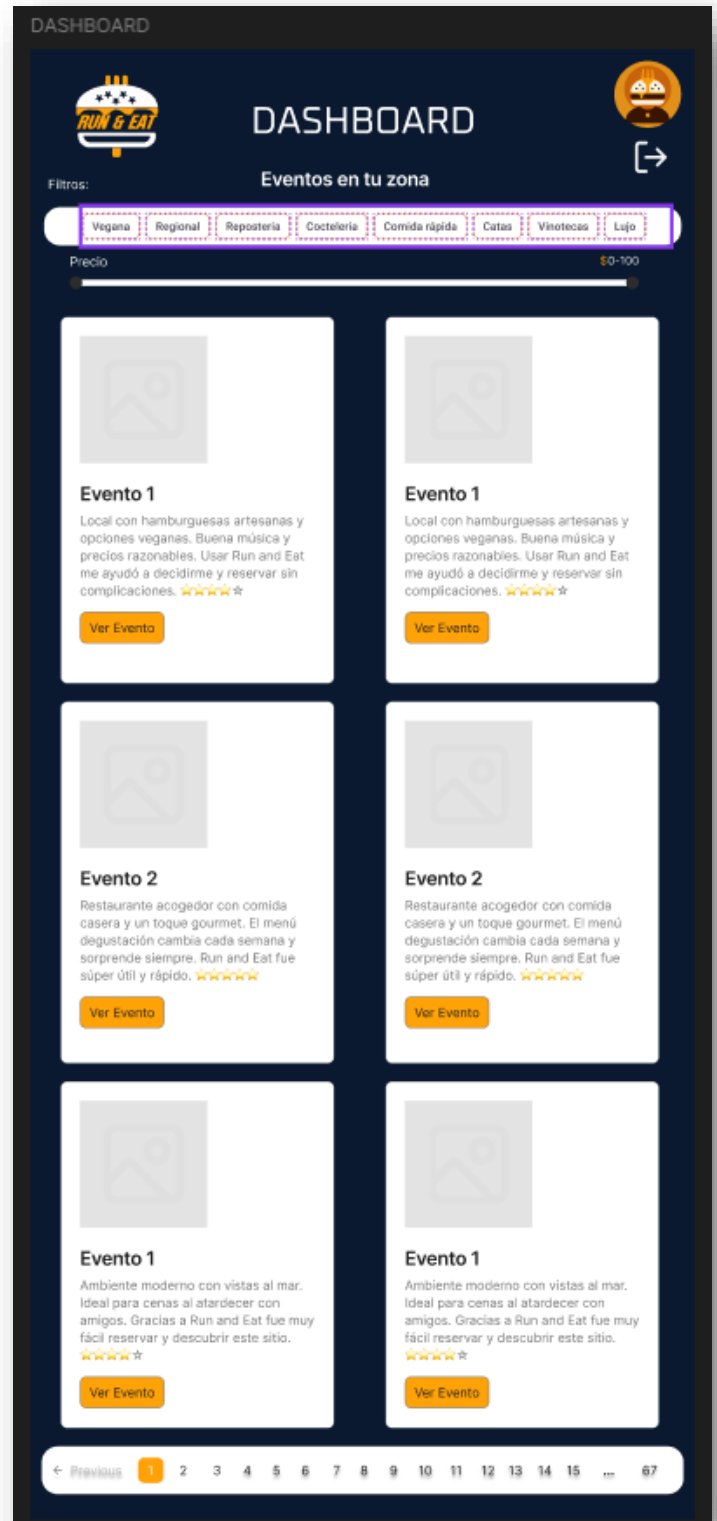 DASHBOARD
RUN & EAT
DASHBOARD
Filtros:
Eventos en tu zona
Vegana Regional Reposteria Cocteleria Comida rápida Catas Vinotecas Lujo
Precio $0-100
Evento 1
Local con hamburguesas artesanas y
opciones veganas. Buena música y
precios razonables. Usar Run and Eat
me ayudó a decidirme y reservar sin
complicaciones. ⭐⭐⭐⭐☆
Ver Evento
Evento 1
Local con hamburguesas artesanas y
opciones veganas. Buena música y
precios razonables. Usar Run and Eat
me ayudó a decidirme y reservar sin
complicaciones. ⭐⭐⭐⭐☆
Ver Evento
Evento 2
Restaurante acogedor con comida
casera y un toque gourmet. El menú
degustación cambia cada semana y
sorprende siempre. Run and Eat fue
súper útil y rápido. ⭐⭐⭐⭐⭐
Ver Evento
Evento 2
Restaurante acogedor con comida
casera y un toque gourmet. El menú
degustación cambia cada semana y
sorprende siempre. Run and Eat fue
súper útil y rápido. ⭐⭐⭐⭐⭐
Ver Evento
Evento 1
Ambiente moderno con vistas al mar.
Ideal para cenas al atardecer con
amigos. Gracias a Run and Eat fue muy
fácil reservar y descubrir este sitio.
⭐⭐⭐⭐☆
Ver Evento
Evento 1
Ambiente moderno con vistas al mar.
Ideal para cenas al atardecer con
amigos. Gracias a Run and Eat fue muy
fácil reservar y descubrir este sitio.
⭐⭐⭐⭐☆
Ver Evento
← Previous 1 2 3 4 5 6 7 8 9 10 11 12 13 14 15 ... 67